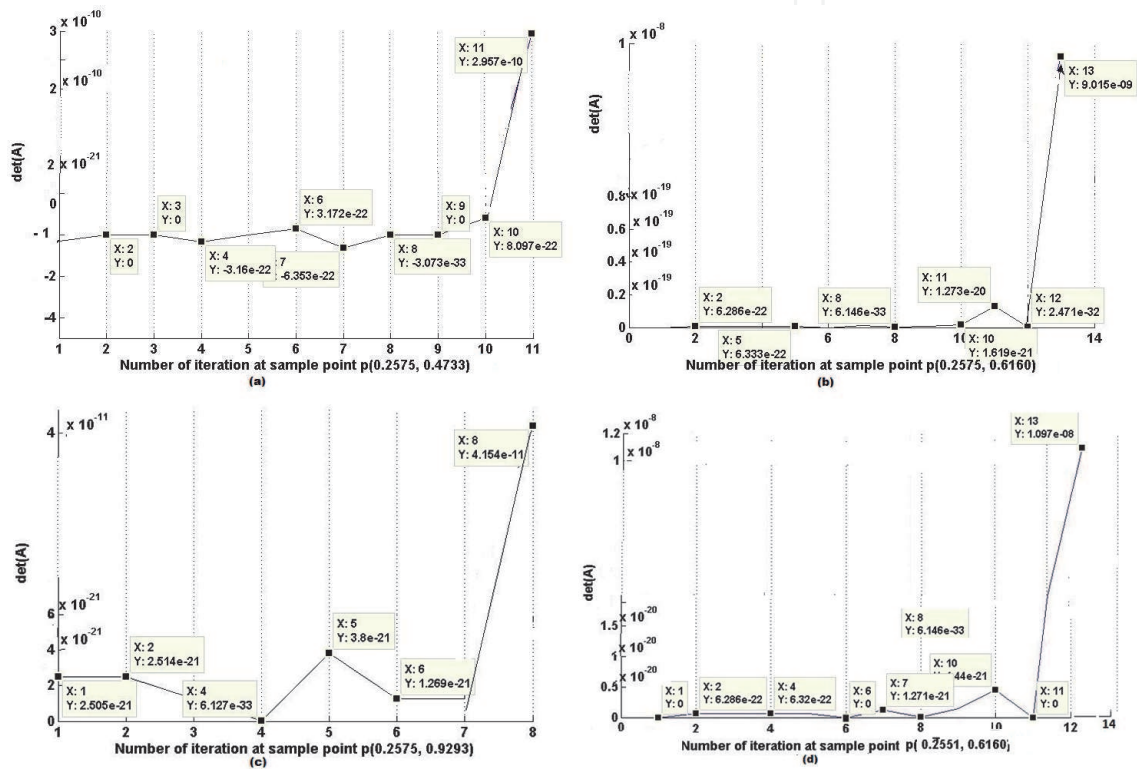 x 10-10
3
X: 11
Y: 2.957e-10
x 10-10
2
det(A)
x 10-21
2
0
-1
-2
-4
X: 2
Y: 0
X: 3
Y: 0
X: 4
Y: -3.16e-22
X: 6
Y: 3.172e-22
7
-6.353e-22
X: 8
Y: -3.073e-33
X: 9
Y: 0
X: 10
Y: 8.097e-22
1 2 3 4 5 6 7 8 9 10 11
Number of iteration at sample point p(0.2575, 0.4733)
(a)
x 10-8
1
X: 13
Y: 9.015e-09
det(A)
0.8 x 10-19
0.6 x 10-19
0.4 x 10-19
x 10-19
0.2
0
X: 2
Y: 6.286e-22
X: 5
Y: 6.333e-22
X: 8
Y: 6.146e-33
X: 11
Y: 1.273e-20
X: 10
Y: 1.619e-21
X: 12
Y: 2.471e-32
0 2 4 6 8 10 12 14
Number of iteration at sample point p(0.2575, 0.6160)
(b)
x 10-11
4
X: 8
Y: 4.154e-11
det(A)
x 10-21
6
x 10-21
4
2
0
X: 1
Y: 2.505e-21
X: 2
Y: 2.514e-21
X: 4
Y: 6.127e-33
X: 5
Y: 3.8e-21
X: 6
Y: 1.269e-21
1 2 3 4 5 6 7 8
Number of iteration at sample point p(0.2575, 0.9293)
(c)
1.2 x 10-8
1 x 10-8
X: 13
Y: 1.097e-08
det(A)
1.5 x 10-20
1 x 10-20
x 10-20
0.5
0
X: 1
Y: 0
X: 2
Y: 6.286e-22
X: 4
Y: 6.32e-22
X: 6
Y: 0
X: 7
Y: 1.271e-21
X: 8
Y: 6.146e-33
X: 10
44e-21
X: 11
Y: 0
0 2 4 6 8 10 12 14
Number of iteration at sample point p( 0.2551, 0.6160)
(d)